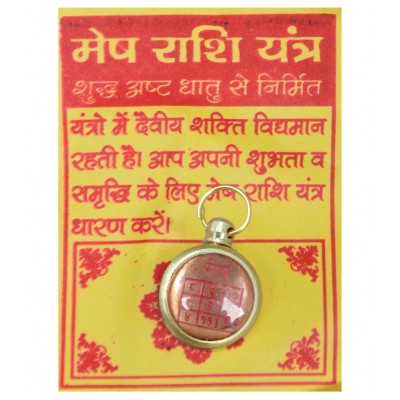 मेष राशि यंत्र
शुद्ध अष्ट धातु से निर्मित
यंत्रो में दैवीय शक्ति विद्यमान
रहती है। आप अपनी शुभता व
समृद्धि के लिए मेष राशि यंत्र
धारण करें।